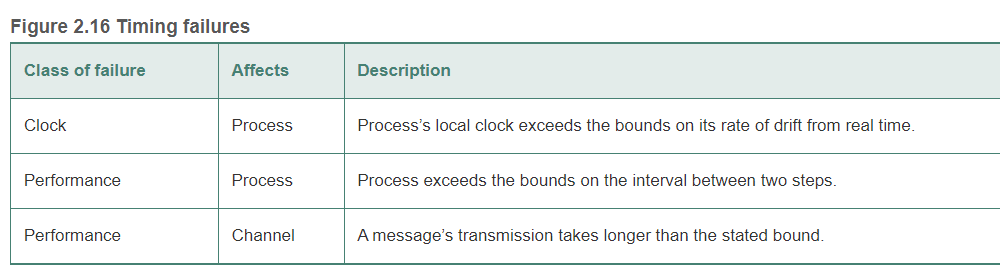 Figure 2.16 Timing failures
Class of failure Affects Description
Clock Process Process’s local clock exceeds the bounds on its rate of drift from real time.
Performance Process Process exceeds the bounds on the interval between two steps.
Performance Channel A message’s transmission takes longer than the stated bound.